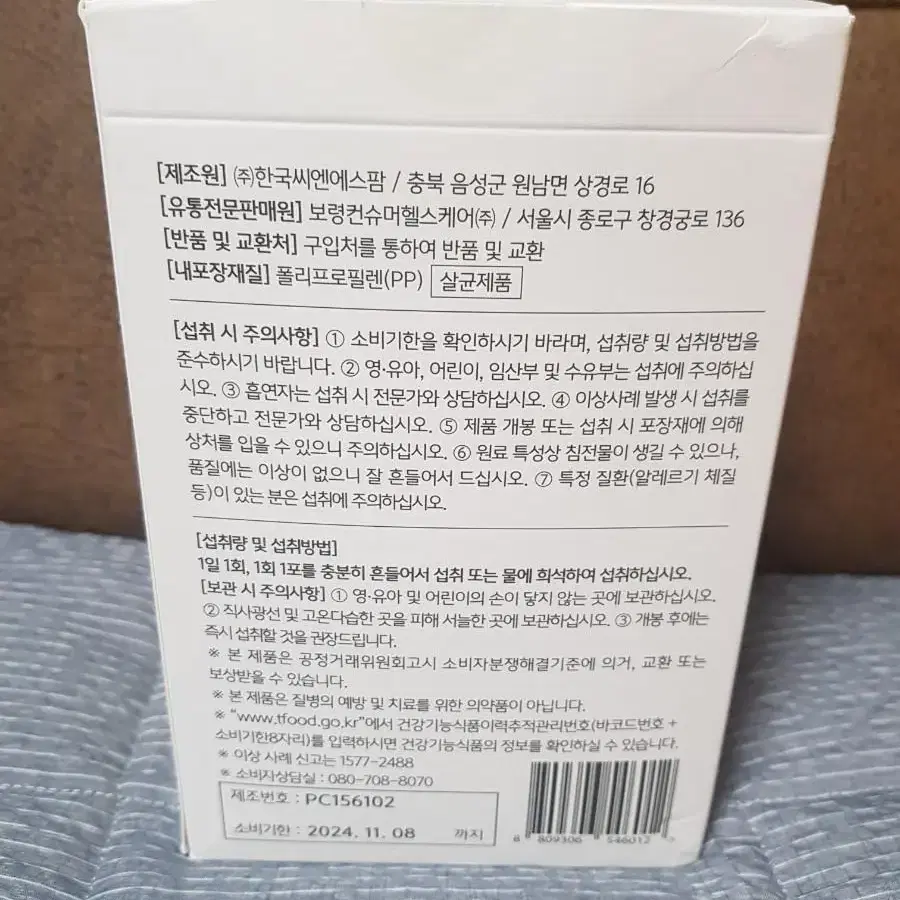 [제조원] ㈜한국씨엔에스팜 / 충북 음성군 원남면 상경로 16
[유통전문판매원] 보령컨슈머헬스케어㈜ / 서울시 종로구 창경궁로 136
[반품 및 교환처] 구입처를 통하여 반품 및 교환
[내포장재질] 폴리프로필렌(PP) 살균제품
[섭취 시 주의사항] ① 소비기한을 확인하시기 바라며, 섭취량 및 섭취방법을
준수하시기 바랍니다. ② 영·유아, 어린이, 임산부 및 수유부는 섭취에 주의하십
시오. ③ 흡연자는 섭취 시 전문가와 상담하십시오. ④ 이상사례 발생 시 섭취를
중단하고 전문가와 상담하십시오. ⑤ 제품 개봉 또는 섭취 시 포장재에 의해
상처를 입을 수 있으니 주의하십시오. ⑥ 원료 특성상 침전물이 생길 수 있으나,
품질에는 이상이 없으니 잘 흔들어서 드십시오. ⑦ 특정 질환(알레르기 체질
등)이 있는 분은 섭취에 주의하십시오.
[섭취량 및 섭취방법]
1일 1회, 1회 1포를 충분히 흔들어서 섭취 또는 물에 희석하여 섭취하십시오.
[보관 시 주의사항] ① 영·유아 및 어린이의 손이 닿지 않는 곳에 보관하십시오.
② 직사광선 및 고온다습한 곳을 피해 서늘한 곳에 보관하십시오. ③ 개봉 후에는
즉시 섭취할 것을 권장드립니다.
※ 본 제품은 공정거래위원회고시 소비자분쟁해결기준에 의거, 교환 또는
보상받을 수 있습니다.
※ 본 제품은 질병의 예방 및 치료를 위한 의약품이 아닙니다.
※ "www.tfood.go.kr"에서 건강기능식품이력추적관리번호(바코드번호 +
소비기한8자리)를 입력하시면 건강기능식품의 정보를 확인하실 수 있습니다.
※ 이상 사례 신고는 1577-2488
※ 소비자상담실 : 080-708-8070
제조번호 : PC156102
소비기한 : 2024. 11. 08 까지
8 809306 546012